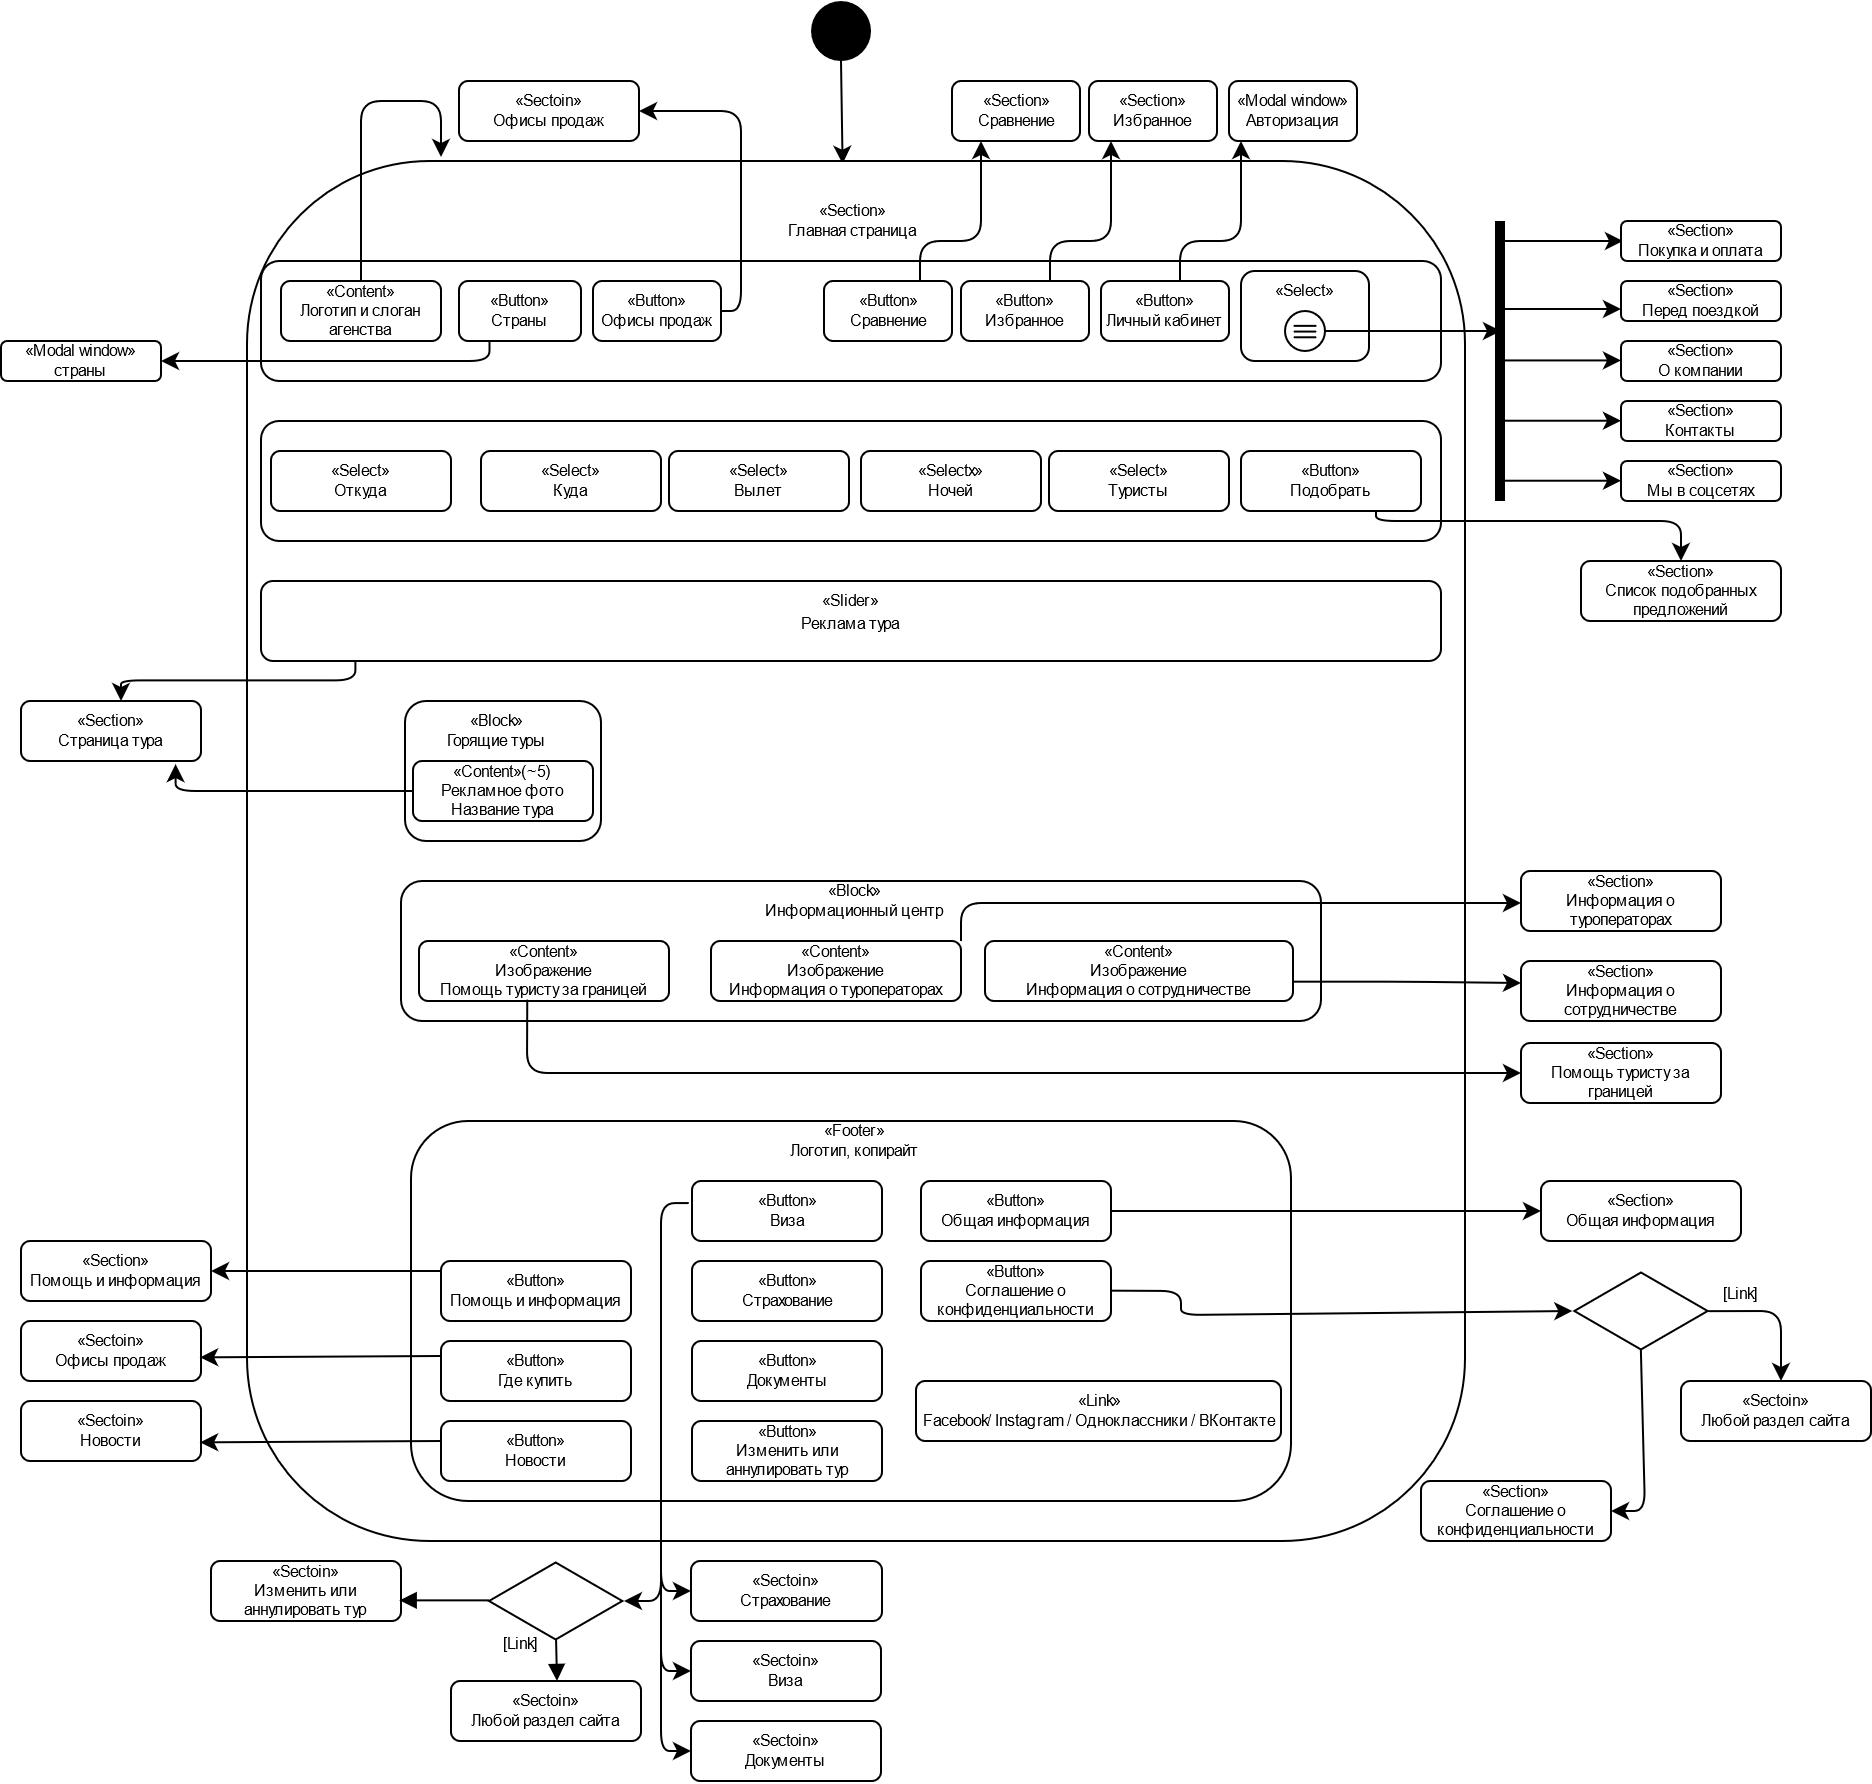 «Sectoin»
Офисы продаж
«Section»
Сравнение
«Section»
Избранное
«Modal window»
Авторизация
«Section»
Главная страница
«Content»
Логотип и слоган
агенства
«Button»
Страны
«Button»
Офисы продаж
«Button»
Сравнение
«Button»
Избранное
«Button»
Личный кабинет
«Select»
«Section»
Покупка и оплата
«Section»
Перед поездкой
«Section»
О компании
«Section»
Контакты
«Section»
Мы в соцсетях
«Modal window»
страны
«Select»
Откуда
«Select»
Куда
«Select»
Вылет
«Selectx»
Ночей
«Select»
Туристы
«Button»
Подобрать
«Section»
Список подобранных
предложений
«Slider»
Реклама тура
«Section»
Страница тура
«Block»
Горящие туры
«Content»(~5)
Рекламное фото
Название тура
«Block»
Информационный центр
«Content»
Изображение
Помощь туристу за границей
«Content»
Изображение
Информация о туроператорах
«Content»
Изображение
Информация о сотрудничестве
«Section»
Информация о
туроператорах
«Section»
Информация о
сотрудничестве
«Section»
Помощь туристу за
границей
«Footer»
Логотип, копирайт
«Button»
Виза
«Button»
Общая информация
«Section»
Общая информация
«Section»
Помощь и информация
«Button»
Помощь и информация
«Button»
Страхование
«Button»
Соглашение о
конфиденциальности
[Link]
«Sectoin»
Офисы продаж
«Button»
Где купить
«Button»
Документы
«Link»
Facebook/ Instagram / Одноклассники / ВКонтакте
«Sectoin»
Любой раздел сайта
«Sectoin»
Новости
«Button»
Новости
«Button»
Изменить или
аннулировать тур
«Section»
Соглашение о
конфиденциальности
«Sectoin»
Изменить или
аннулировать тур
[Link]
«Sectoin»
Любой раздел сайта
«Sectoin»
Страхование
«Sectoin»
Виза
«Sectoin»
Документы